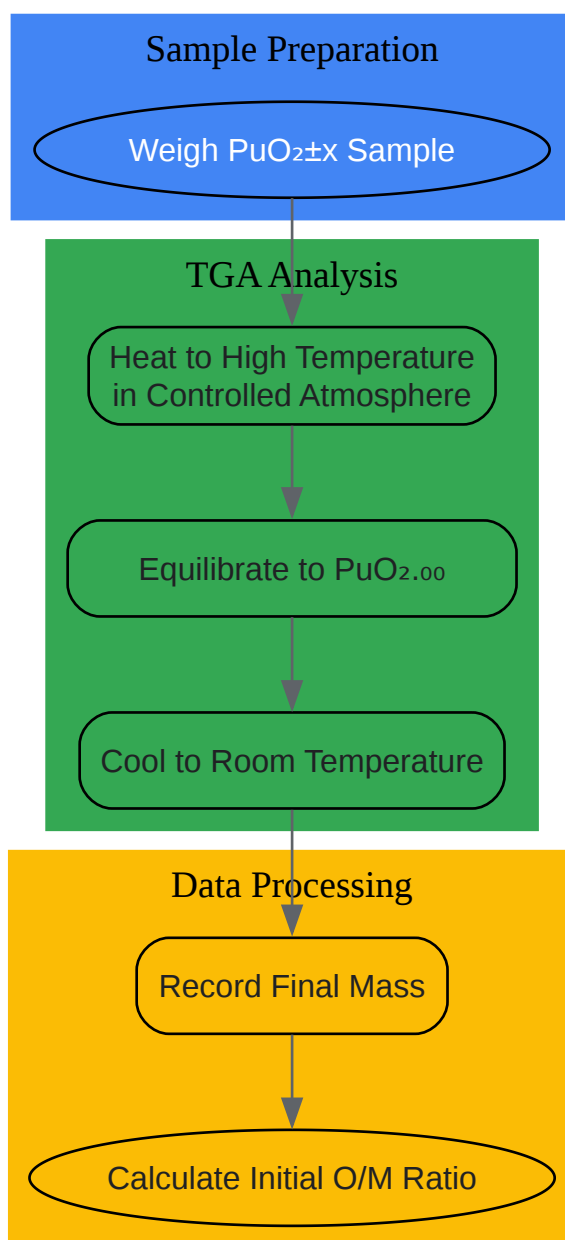 Sample Preparation
Weigh PuO₂±x Sample
TGA Analysis
Heat to High Temperature
in Controlled Atmosphere
Equilibrate to PuO₂.₀₀
Cool to Room Temperature
Data Processing
Record Final Mass
Calculate Initial O/M Ratio